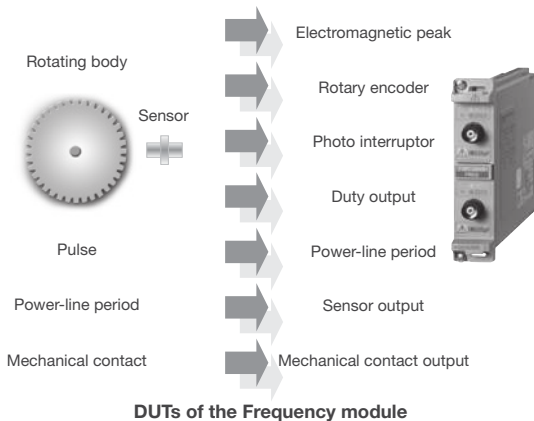 Electromagnetic peak
Rotating body
Rotary encoder
Sensor
Photo interruptor
Duty output
Pulse
Power-line period
Power-line period
Sensor output
Mechanical contact
Mechanical contact output
DUTs of the Frequency module